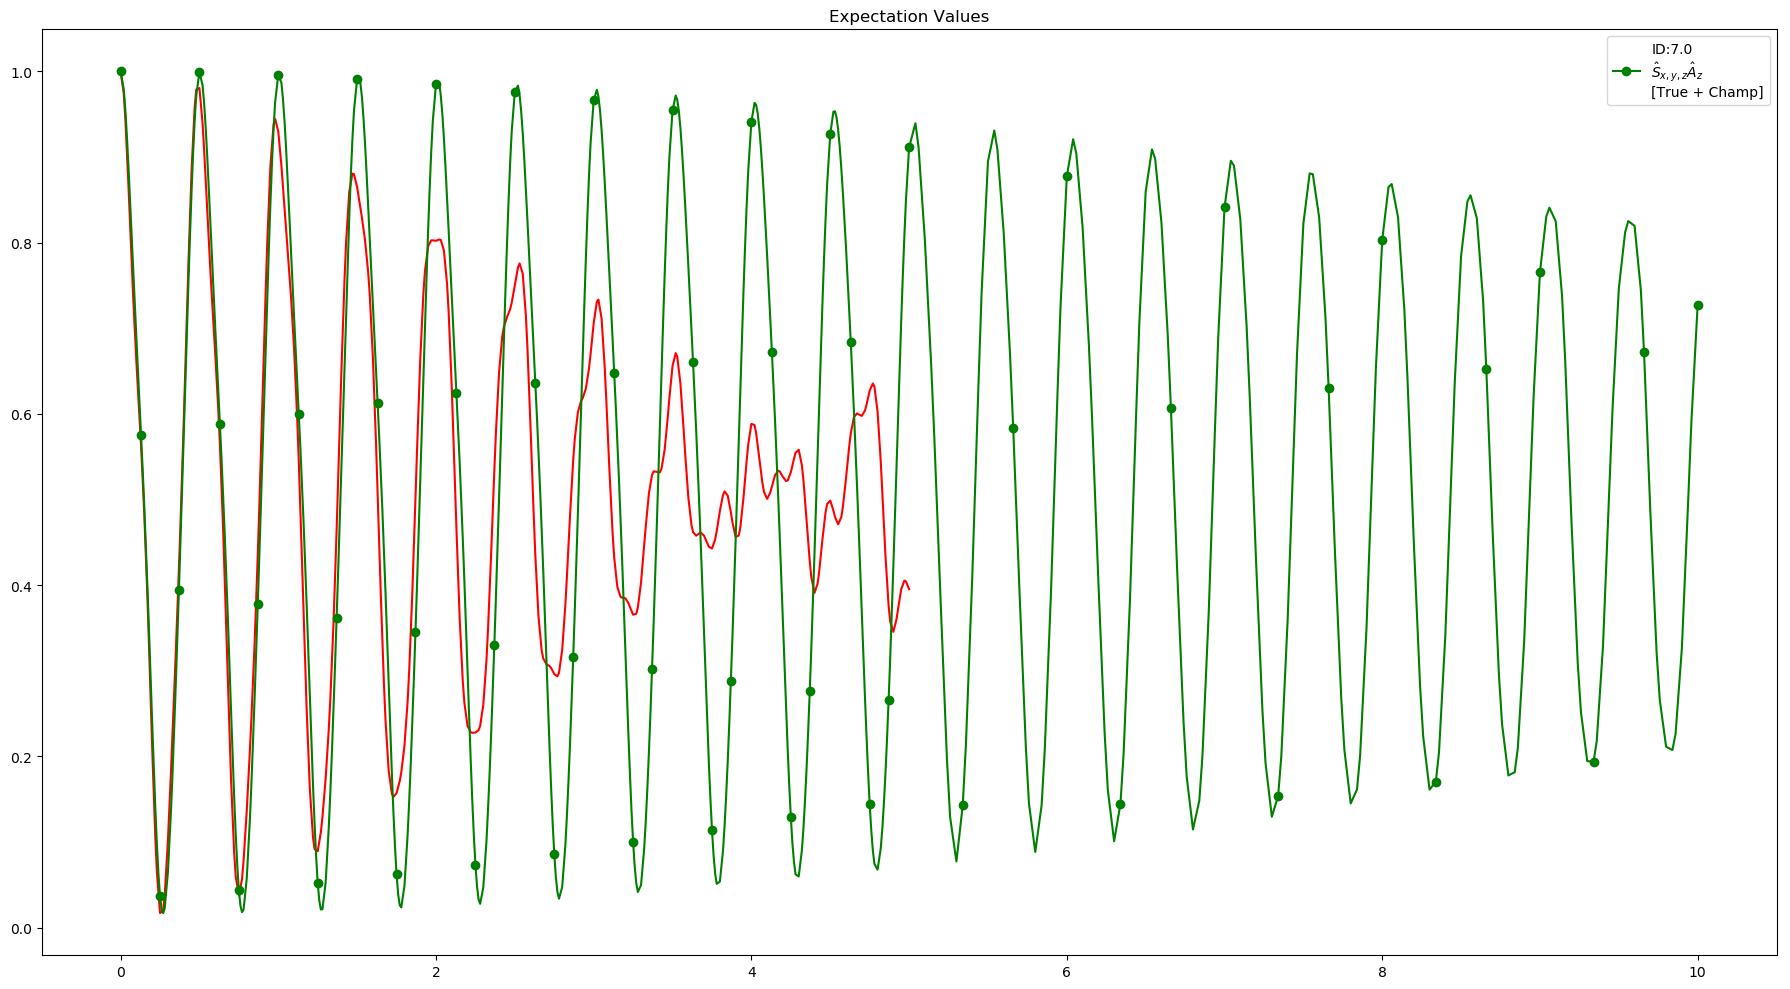 Expectation Values
ID:7.0
$\hat{S}_{x,y,z}\hat{A}_z$
[True + Champ]
1.0
0.8
0.6
0.4
0.2
0.0
0 2 4 6 8 10